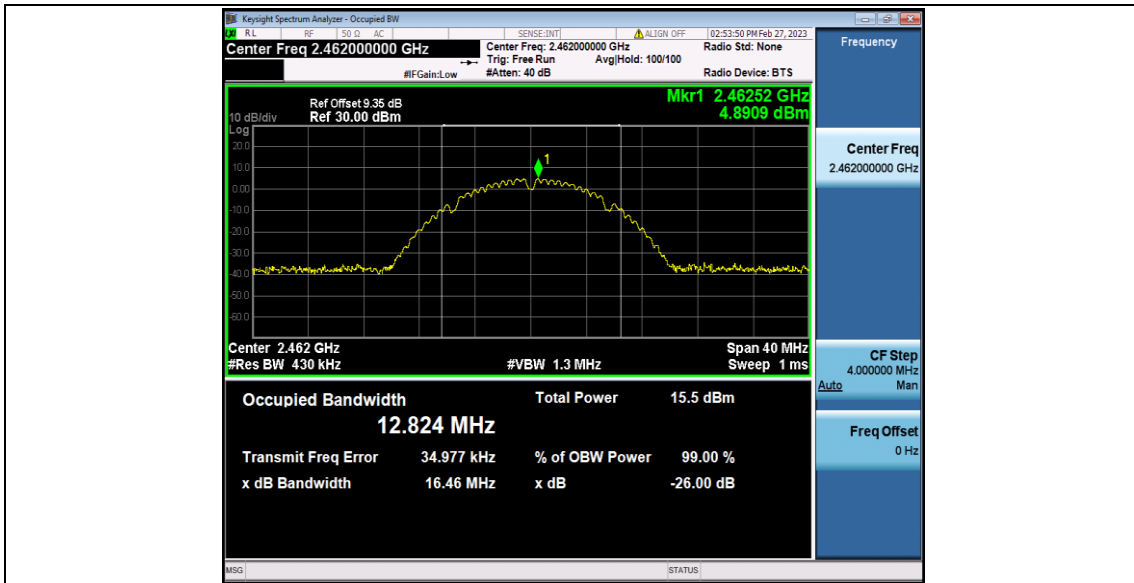 Keysight Spectrum Analyzer - Occupied BW
RL RF 50 Ω AC SENSE:INT ALIGN OFF 02:53:50 PM Feb 27, 2023
Center Freq 2.462000000 GHz
Center Freq: 2.462000000 GHz
Radio Std: None
Trig: Free Run Avg|Hold: 100/100
#IFGain:Low
#Atten: 40 dB
Radio Device: BTS
Mkr1 2.46252 GHz
4.8909 dBm
Ref Offset 9.35 dB
10 dB/div Ref 30.00 dBm
Log
20.0
10.0
0.00
-10.0
-20.0
-30.0
-40.0
-50.0
-60.0
1
Center 2.462 GHz Span 40 MHz
#Res BW 430 kHz #VBW 1.3 MHz Sweep 1 ms
Occupied Bandwidth Total Power 15.5 dBm
12.824 MHz
Transmit Freq Error 34.977 kHz % of OBW Power 99.00 %
x dB Bandwidth 16.46 MHz x dB -26.00 dB
MSG STATUS
Frequency
Center Freq
2.462000000 GHz
CF Step
4.000000 MHz
Auto Man
Freq Offset
0 Hz